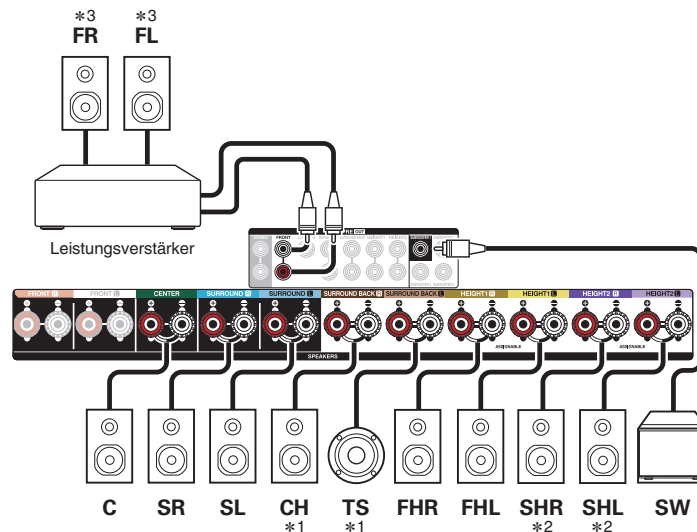 *3 *3
FR FL
Leistungsverstärker
OUT
FRONT
FRONT R FRONT L CENTER SURROUND R SURROUND L SURROUND BACK R SURROUND BACK L HEIGHT1 R HEIGHT1 L HEIGHT2 R HEIGHT2 L
ASSIGNABLE ASSIGNABLE
SPEAKERS
C SR SL CH TS FHR FHL SHR SHL SW
*1 *1 *2 *2